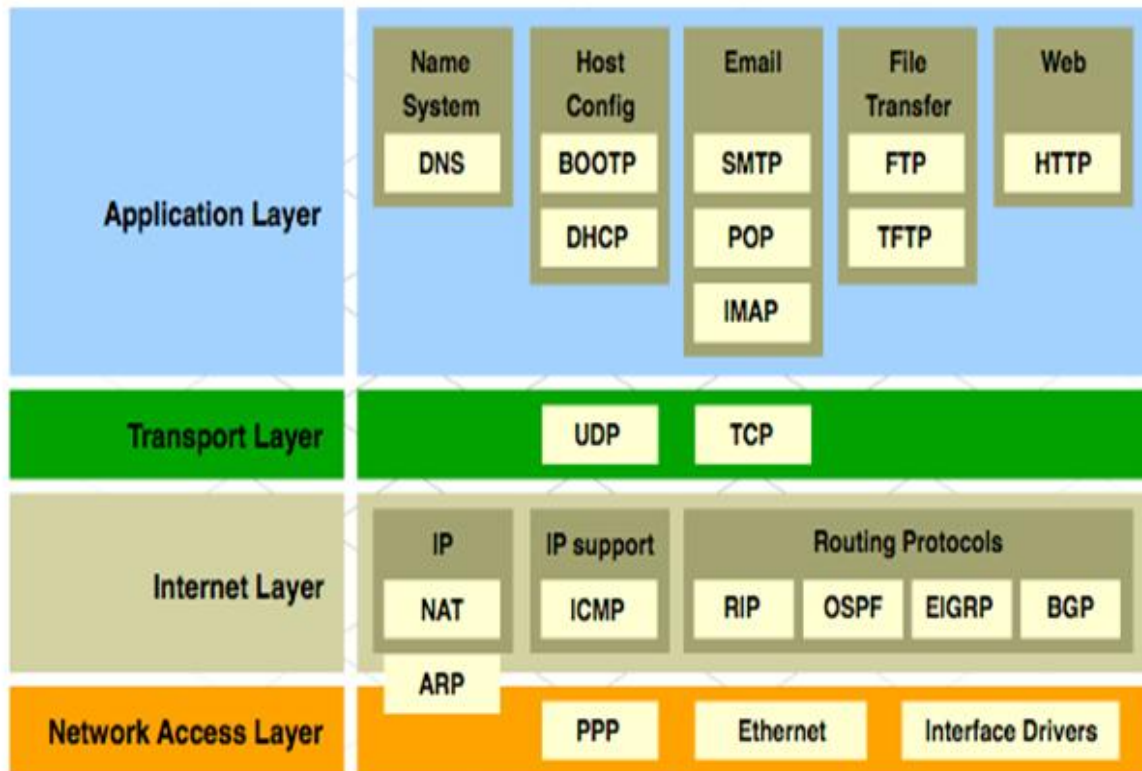 Application Layer
Name
System
DNS
Host
Config
BOOTP
DHCP
Email
SMTP
POP
IMAP
File
Transfer
FTP
TFTP
Web
HTTP
Transport Layer
UDP
TCP
Internet Layer
IP
NAT
ARP
IP support
ICMP
Routing Protocols
RIP
OSPF
EIGRP
BGP
Network Access Layer
PPP
Ethernet
Interface Drivers